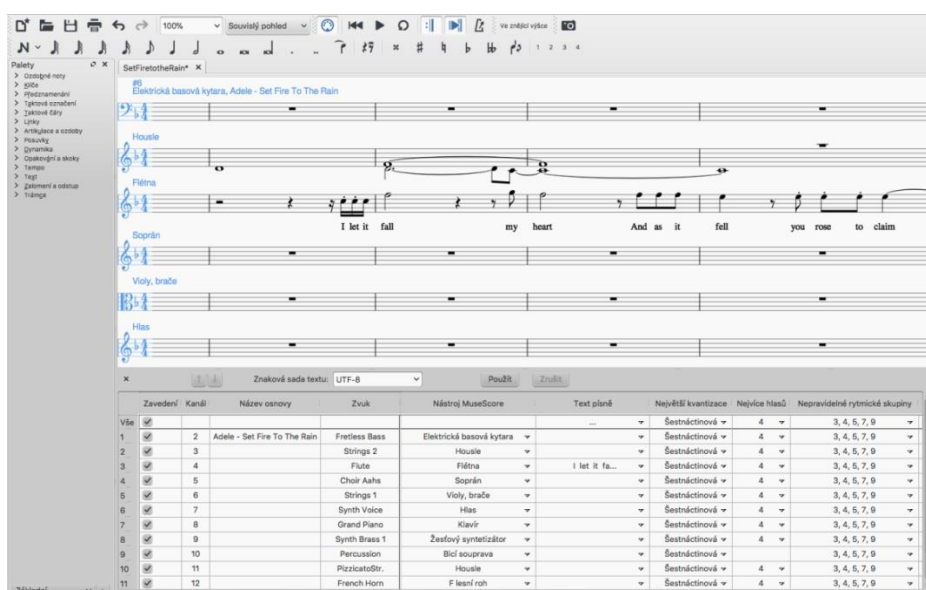 100% Souvislý pohled Ve znějící výšce
1 2 3 4
Palety
SetFiretotheRain*
> Ozdobné noty
> Klíče
> Předznamenání
> Taktová označení
> Taktové čáry
> Linky
> Artikulace a ozdoby
> Posuvky
> Dynamika
> Opakování a skoky
> Tempo
> Text
> Zalomení a odstup
> Trámce
#6
Elektrická basová kytara, Adele - Set Fire To The Rain
Housle
Flétna
I let it fall my heart And as it fell you rose to claim
Soprán
Violy, brače
Hlas
Znaková sada textu: UTF-8 Použít Zrušit
Zavedení Kanál Název osnovy Zvuk Nástroj MuseScore Text písně Největší kvantizace Nejvíce hlasů Nepravidelné rytmické skupiny
Vše ... Šestnáctinová 4 3, 4, 5, 7, 9
1 2 Adele - Set Fire To The Rain Fretless Bass Elektrická basová kytara Šestnáctinová 4 3, 4, 5, 7, 9
2 3 Strings 2 Housle Šestnáctinová 4 3, 4, 5, 7, 9
3 4 Flute Flétna I let it fa... Šestnáctinová 4 3, 4, 5, 7, 9
4 5 Choir Aahs Soprán Šestnáctinová 4 3, 4, 5, 7, 9
5 6 Strings 1 Violy, brače Šestnáctinová 4 3, 4, 5, 7, 9
6 7 Synth Voice Hlas Šestnáctinová 4 3, 4, 5, 7, 9
7 8 Grand Piano Klavír Šestnáctinová 4 3, 4, 5, 7, 9
8 9 Synth Brass 1 Žesťový syntetizátor Šestnáctinová 4 3, 4, 5, 7, 9
9 10 Percussion Bicí souprava Šestnáctinová 3, 4, 5, 7, 9
10 11 PizzicatoStr. Housle Šestnáctinová 4 3, 4, 5, 7, 9
11 12 French Horn F lesní roh Šestnáctinová 4 3, 4, 5, 7, 9